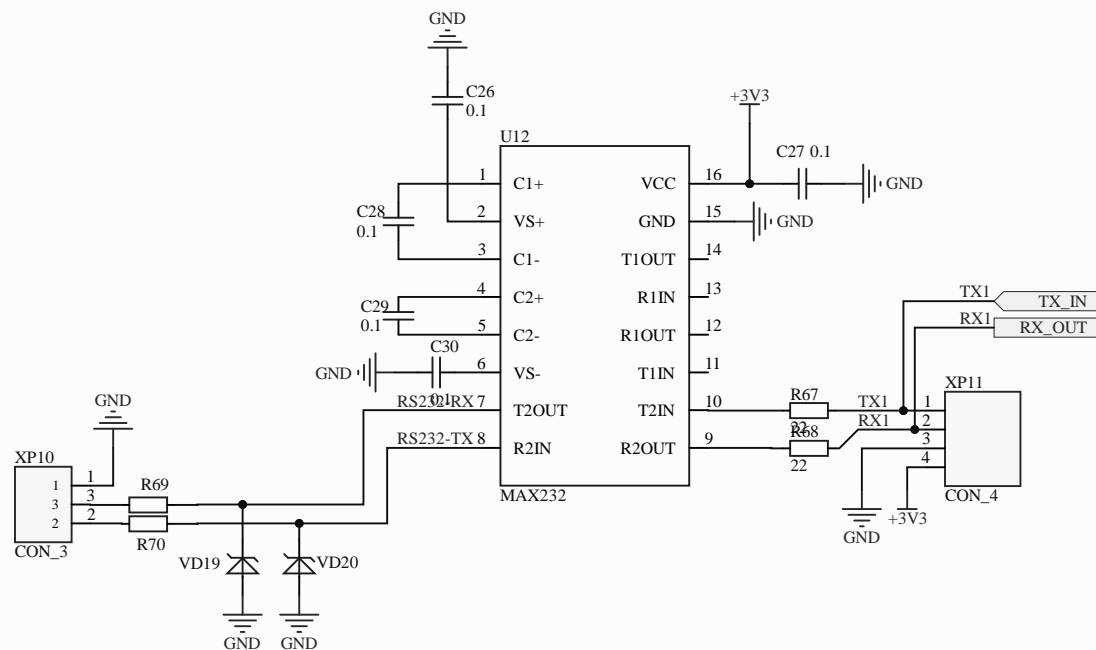 GND
C26
0.1
+3V3
U12
C27 0.1
1 C1+ VCC 16
GND
C28
0.1
2 VS+ GND 15
GND
3 C1- T1OUT 14
4 C2+ R1IN 13
C29
0.1
5 C2- R1OUT 12
TX1 TX_IN
RX1 RX_OUT
C30
0.1
GND
6 VS- T1IN 11
RS232-RX 7 T2OUT T2IN 10
R67
22
TX1
XP11
1
RS232-TX 8 R2IN R2OUT 9
R68
22
RX1
2
3
4
GND
XP10
1 1
3 3
2 2
CON_3
R69
R70
MAX232
CON_4
+3V3
GND
VD19
VD20
GND
GND